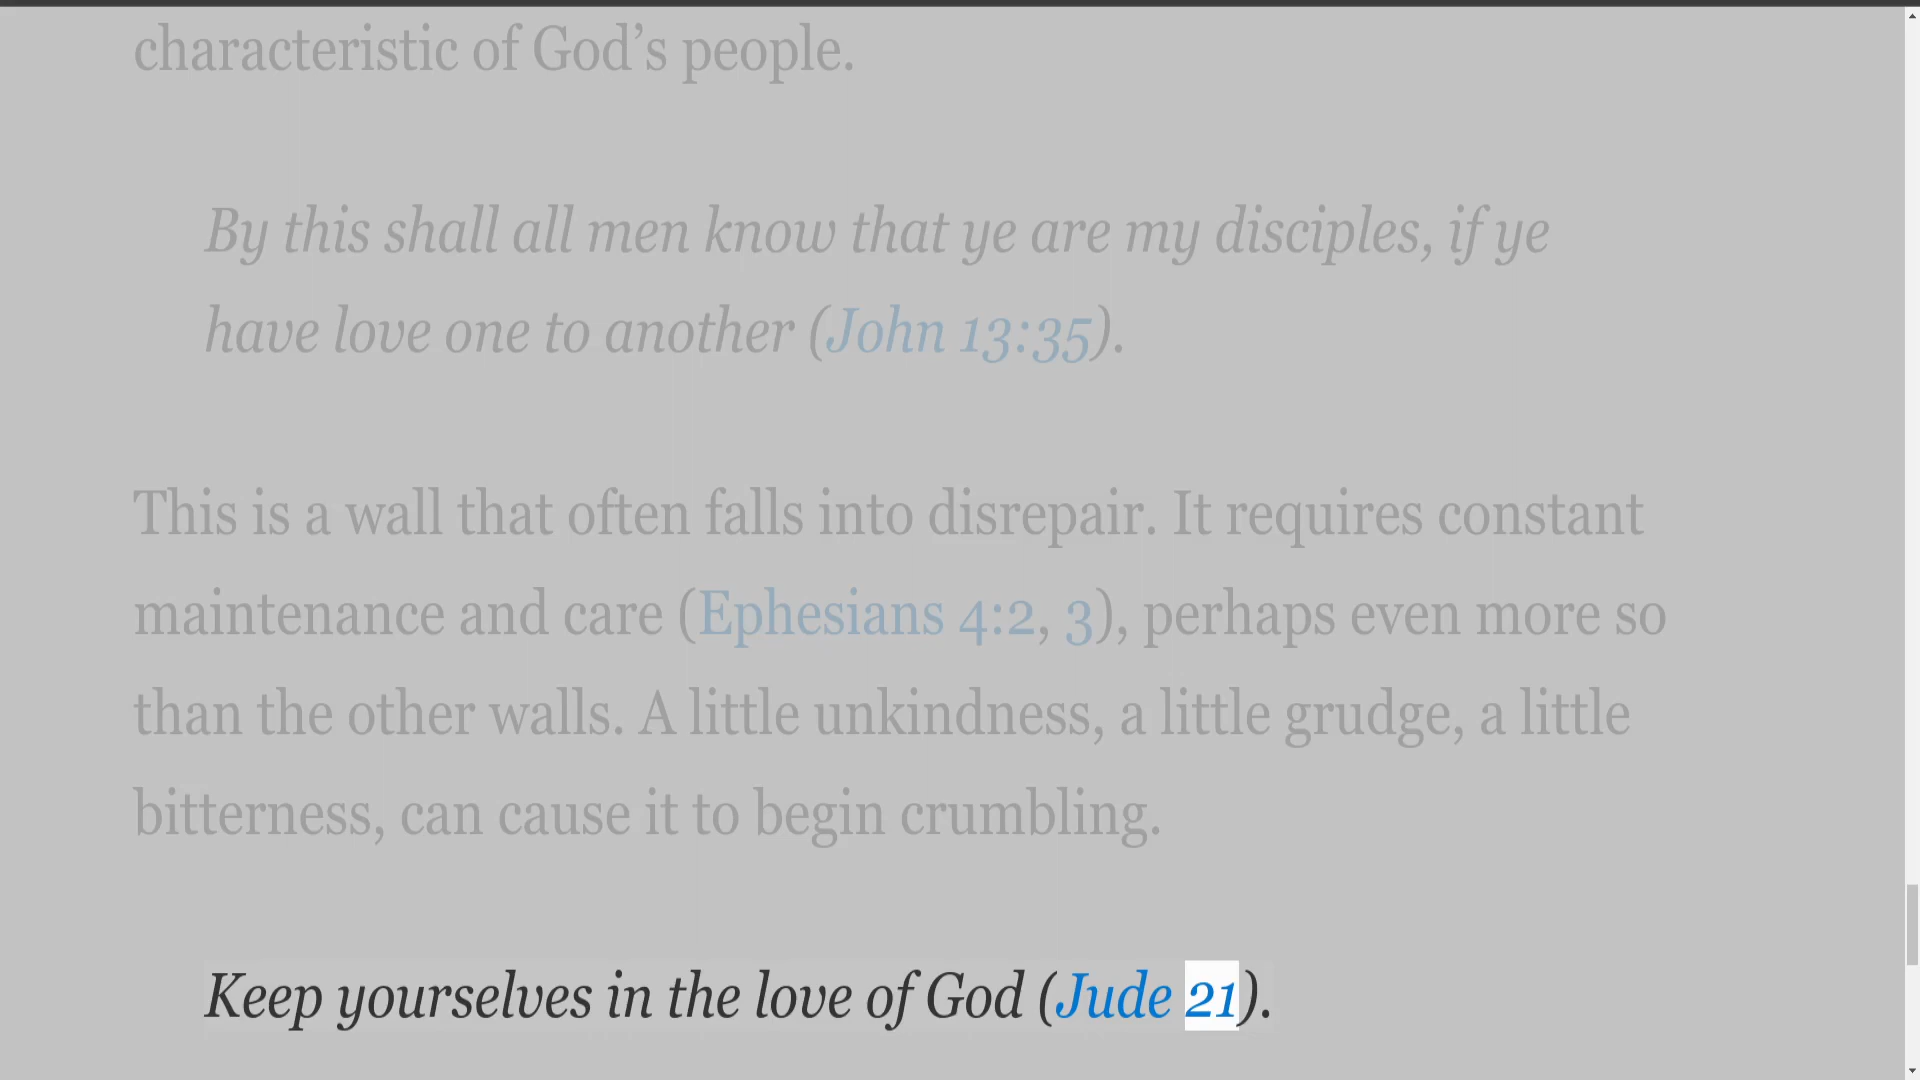 characteristic of God’s people.
By this shall all men know that ye are my disciples, if ye
have love one to another (John 13:35).
This is a wall that often falls into disrepair. It requires constant
maintenance and care (Ephesians 4:2, 3), perhaps even more so
than the other walls. A little unkindness, a little grudge, a little
bitterness, can cause it to begin crumbling.
Keep yourselves in the love of God (Jude 21).